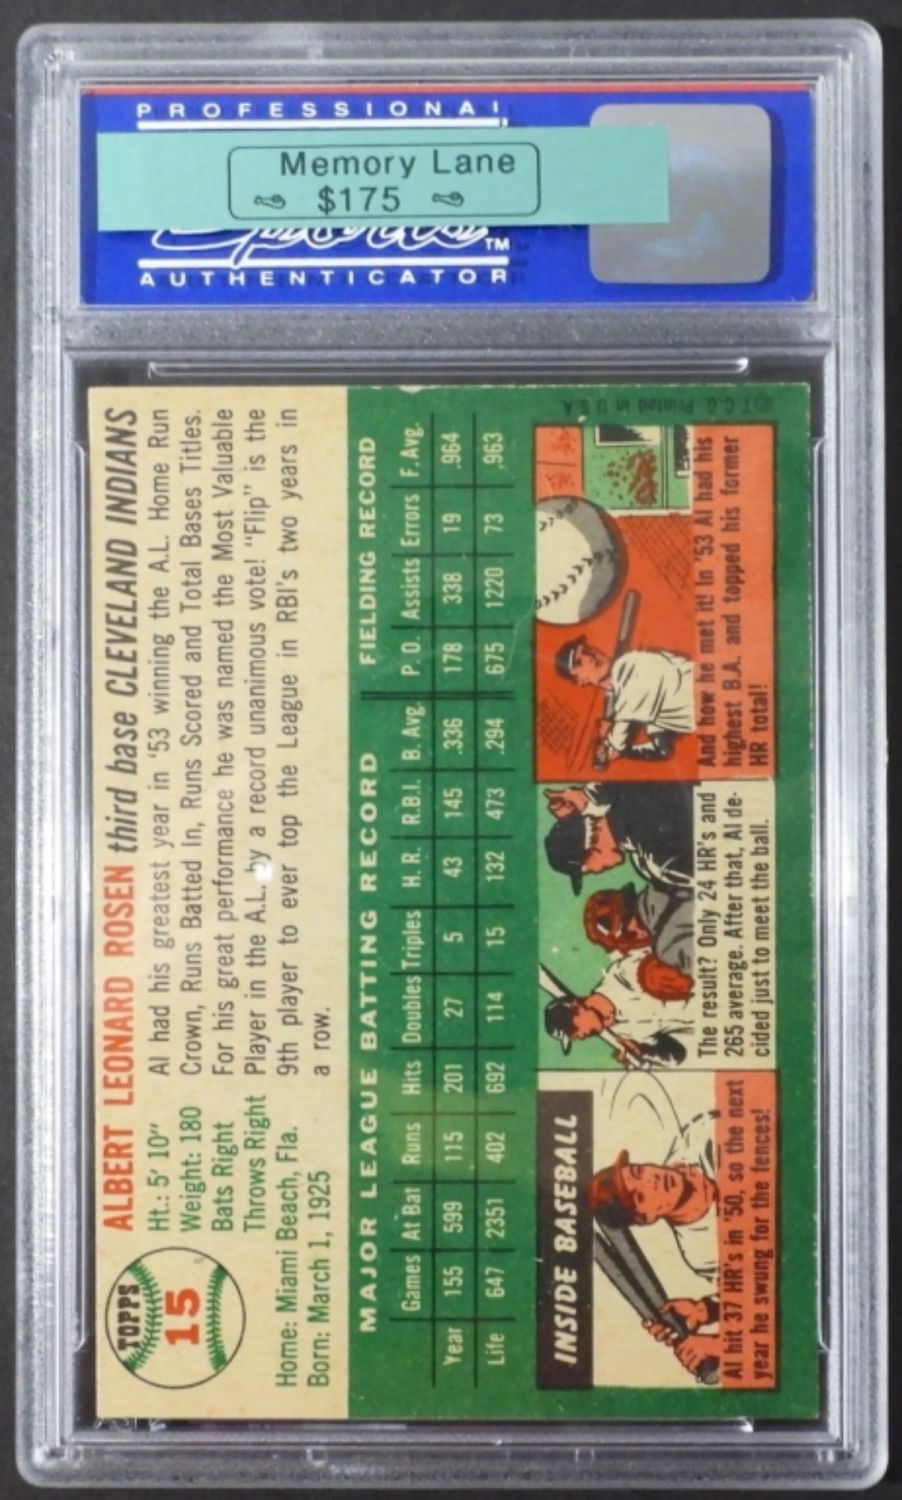 PROFESSIONAL
Memory Lane
$175
Sports
TM
AUTHENTICATOR
TOPPS
15
ALBERT LEONARD ROSEN third base CLEVELAND INDIANS
Ht.: 5' 10"
Weight: 180
Bats Right
Throws Right
Home: Miami Beach, Fla.
Born: March 1, 1925
Al had his greatest year in '53 winning the A.L. Home Run
Crown, Runs Batted In, Runs Scored and Total Bases Titles.
For his great performance he was named the Most Valuable
Player in the A.L. by a record unanimous vote! "Flip" is the
9th player to ever top the League in RBI's two years in
a row.
MAJOR LEAGUE BATTING RECORD FIELDING RECORD
Games At Bat Runs Hits Doubles Triples H. R. R.B.I. B. Avg. P. O. Assists Errors F. Avg.
Year 155 599 115 201 27 5 43 145 .336 178 338 19 .964
Life 647 2351 402 692 114 15 132 473 .294 675 1220 73 .963
INSIDE BASEBALL
Al hit 37 HR's in '50, so the next
year he swung for the fences!
The result? Only 24 HR's and
265 average. After that, Al de-
cided just to meet the ball.
And how he met it! In '53 Al had his
highest B.A. and topped his former
HR total!
©T.C.G. Printed in U.S.A.